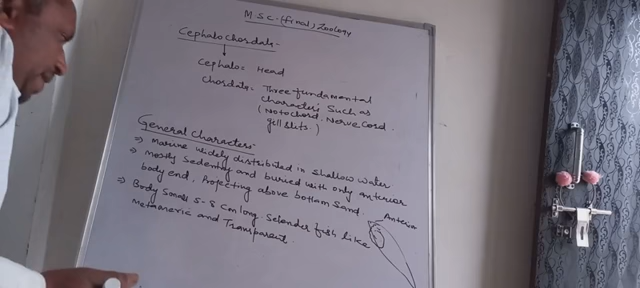 M.S.C.(final) Zoology
Cephalochordata=
Cephalo= Head
Chordata= Three fundamental
characters such as
(Notochord. Nerve Cord.
gill slits.)
General characters=
⇒ Marine widely distributed in shallow water
⇒ mostly Sedentary and buried with only anterior
body end. Projecting above bottom sand.
⇒ Body small 5-8 Cm long Selender fish like
metameric and Transparent.
Anterior